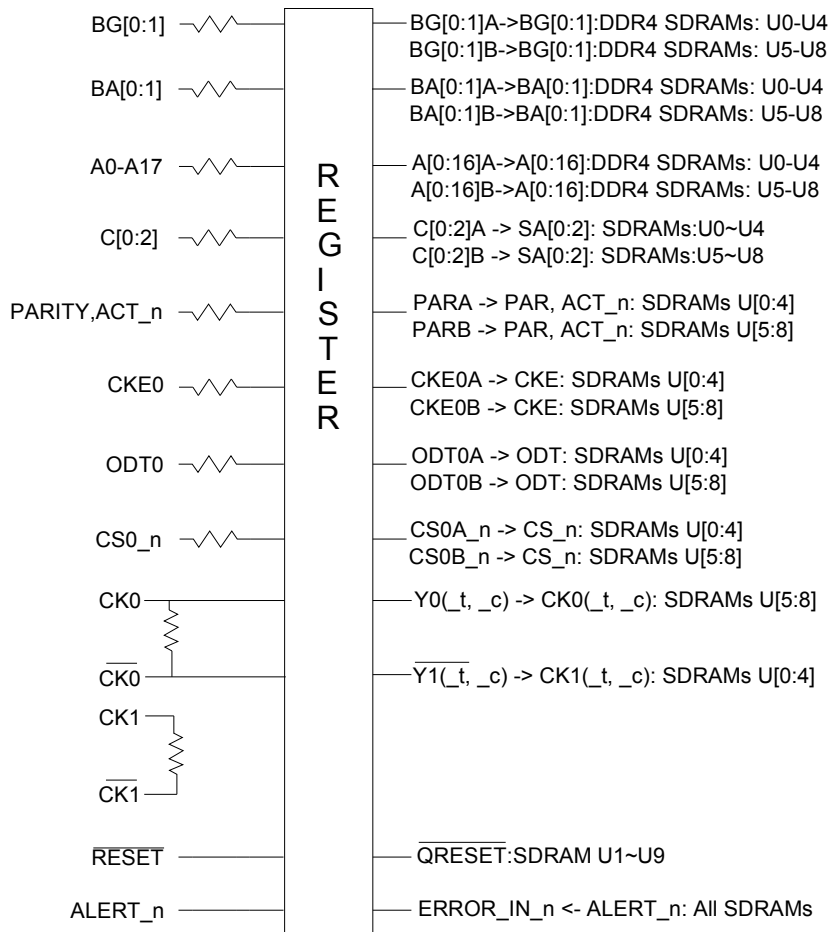 BG[0:1]
BG[0:1]A->BG[0:1]:DDR4 SDRAMs: U0-U4
BG[0:1]B->BG[0:1]:DDR4 SDRAMs: U5-U8
BA[0:1]
BA[0:1]A->BA[0:1]:DDR4 SDRAMs: U0-U4
BA[0:1]B->BA[0:1]:DDR4 SDRAMs: U5-U8
A0-A17
A[0:16]A->A[0:16]:DDR4 SDRAMs: U0-U4
A[0:16]B->A[0:16]:DDR4 SDRAMs: U5-U8
REGISTER
C[0:2]
C[0:2]A -> SA[0:2]: SDRAMs:U0~U4
C[0:2]B -> SA[0:2]: SDRAMs:U5~U8
PARITY,ACT_n
PARA -> PAR, ACT_n: SDRAMs U[0:4]
PARB -> PAR, ACT_n: SDRAMs U[5:8]
CKE0
CKE0A -> CKE: SDRAMs U[0:4]
CKE0B -> CKE: SDRAMs U[5:8]
ODT0
ODT0A -> ODT: SDRAMs U[0:4]
ODT0B -> ODT: SDRAMs U[5:8]
CS0_n
CS0A_n -> CS_n: SDRAMs U[0:4]
CS0B_n -> CS_n: SDRAMs U[5:8]
CK0
Y0(_t, _c) -> CK0(_t, _c): SDRAMs U[5:8]
C̅K̅0̅
Y̅1̅(̅_̅t̅, _c) -> CK1(_t, _c): SDRAMs U[0:4]
CK1
C̅K̅1̅
R̅E̅S̅E̅T̅
Q̅R̅E̅S̅E̅T̅:SDRAM U1~U9
ALERT_n
ERROR_IN_n <- ALERT_n: All SDRAMs